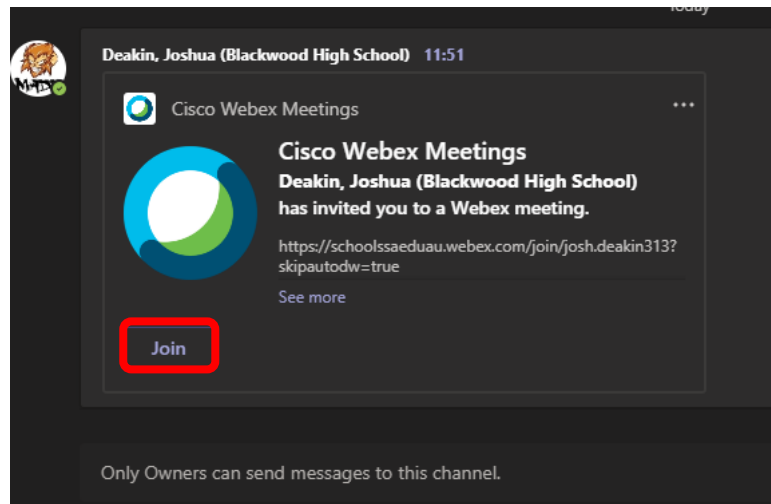 Today
Deakin, Joshua (Blackwood High School) 11:51
Cisco Webex Meetings
Cisco Webex Meetings
Deakin, Joshua (Blackwood High School)
has invited you to a Webex meeting.
https://schoolssaeduau.webex.com/join/josh.deakin313?
skipautodw=true
See more
Join
Only Owners can send messages to this channel.